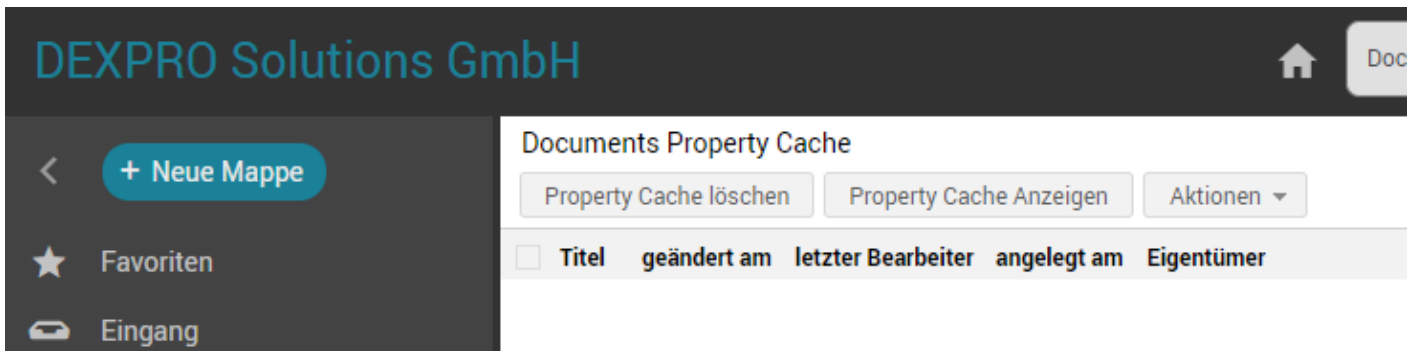 DEXPRO Solutions GmbH
Doc
+ Neue Mappe
Favoriten
Eingang
Documents Property Cache
Property Cache löschen Property Cache Anzeigen Aktionen
Titel geändert am letzter Bearbeiter angelegt am Eigentümer